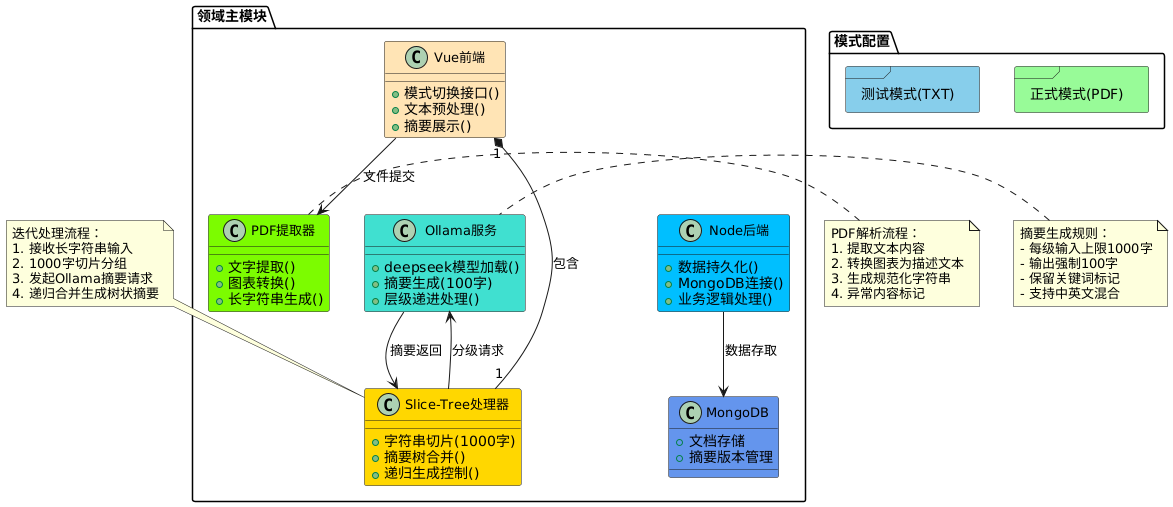 领域主模块
模式配置
C Vue前端
模式切换接口()
文本预处理()
摘要展示()
测试模式(TXT)
正式模式(PDF)
1
文件提交
迭代处理流程：
1. 接收长字符串输入
2. 1000字切片分组
3. 发起Ollama摘要请求
4. 递归合并生成树状摘要
C PDF提取器
文字提取()
图表转换()
长字符串生成()
C Ollama服务
deepseek模型加载()
摘要生成(100字)
层级递进处理()
包含
C Node后端
数据持久化()
MongoDB连接()
业务逻辑处理()
PDF解析流程：
1. 提取文本内容
2. 转换图表为描述文本
3. 生成规范化字符串
4. 异常内容标记
摘要生成规则：
- 每级输入上限1000字
- 输出强制100字
- 保留关键词标记
- 支持中英文混合
摘要返回
分级请求
数据存取
1
C Slice-Tree处理器
字符串切片(1000字)
摘要树合并()
递归生成控制()
C MongoDB
文档存储
摘要版本管理